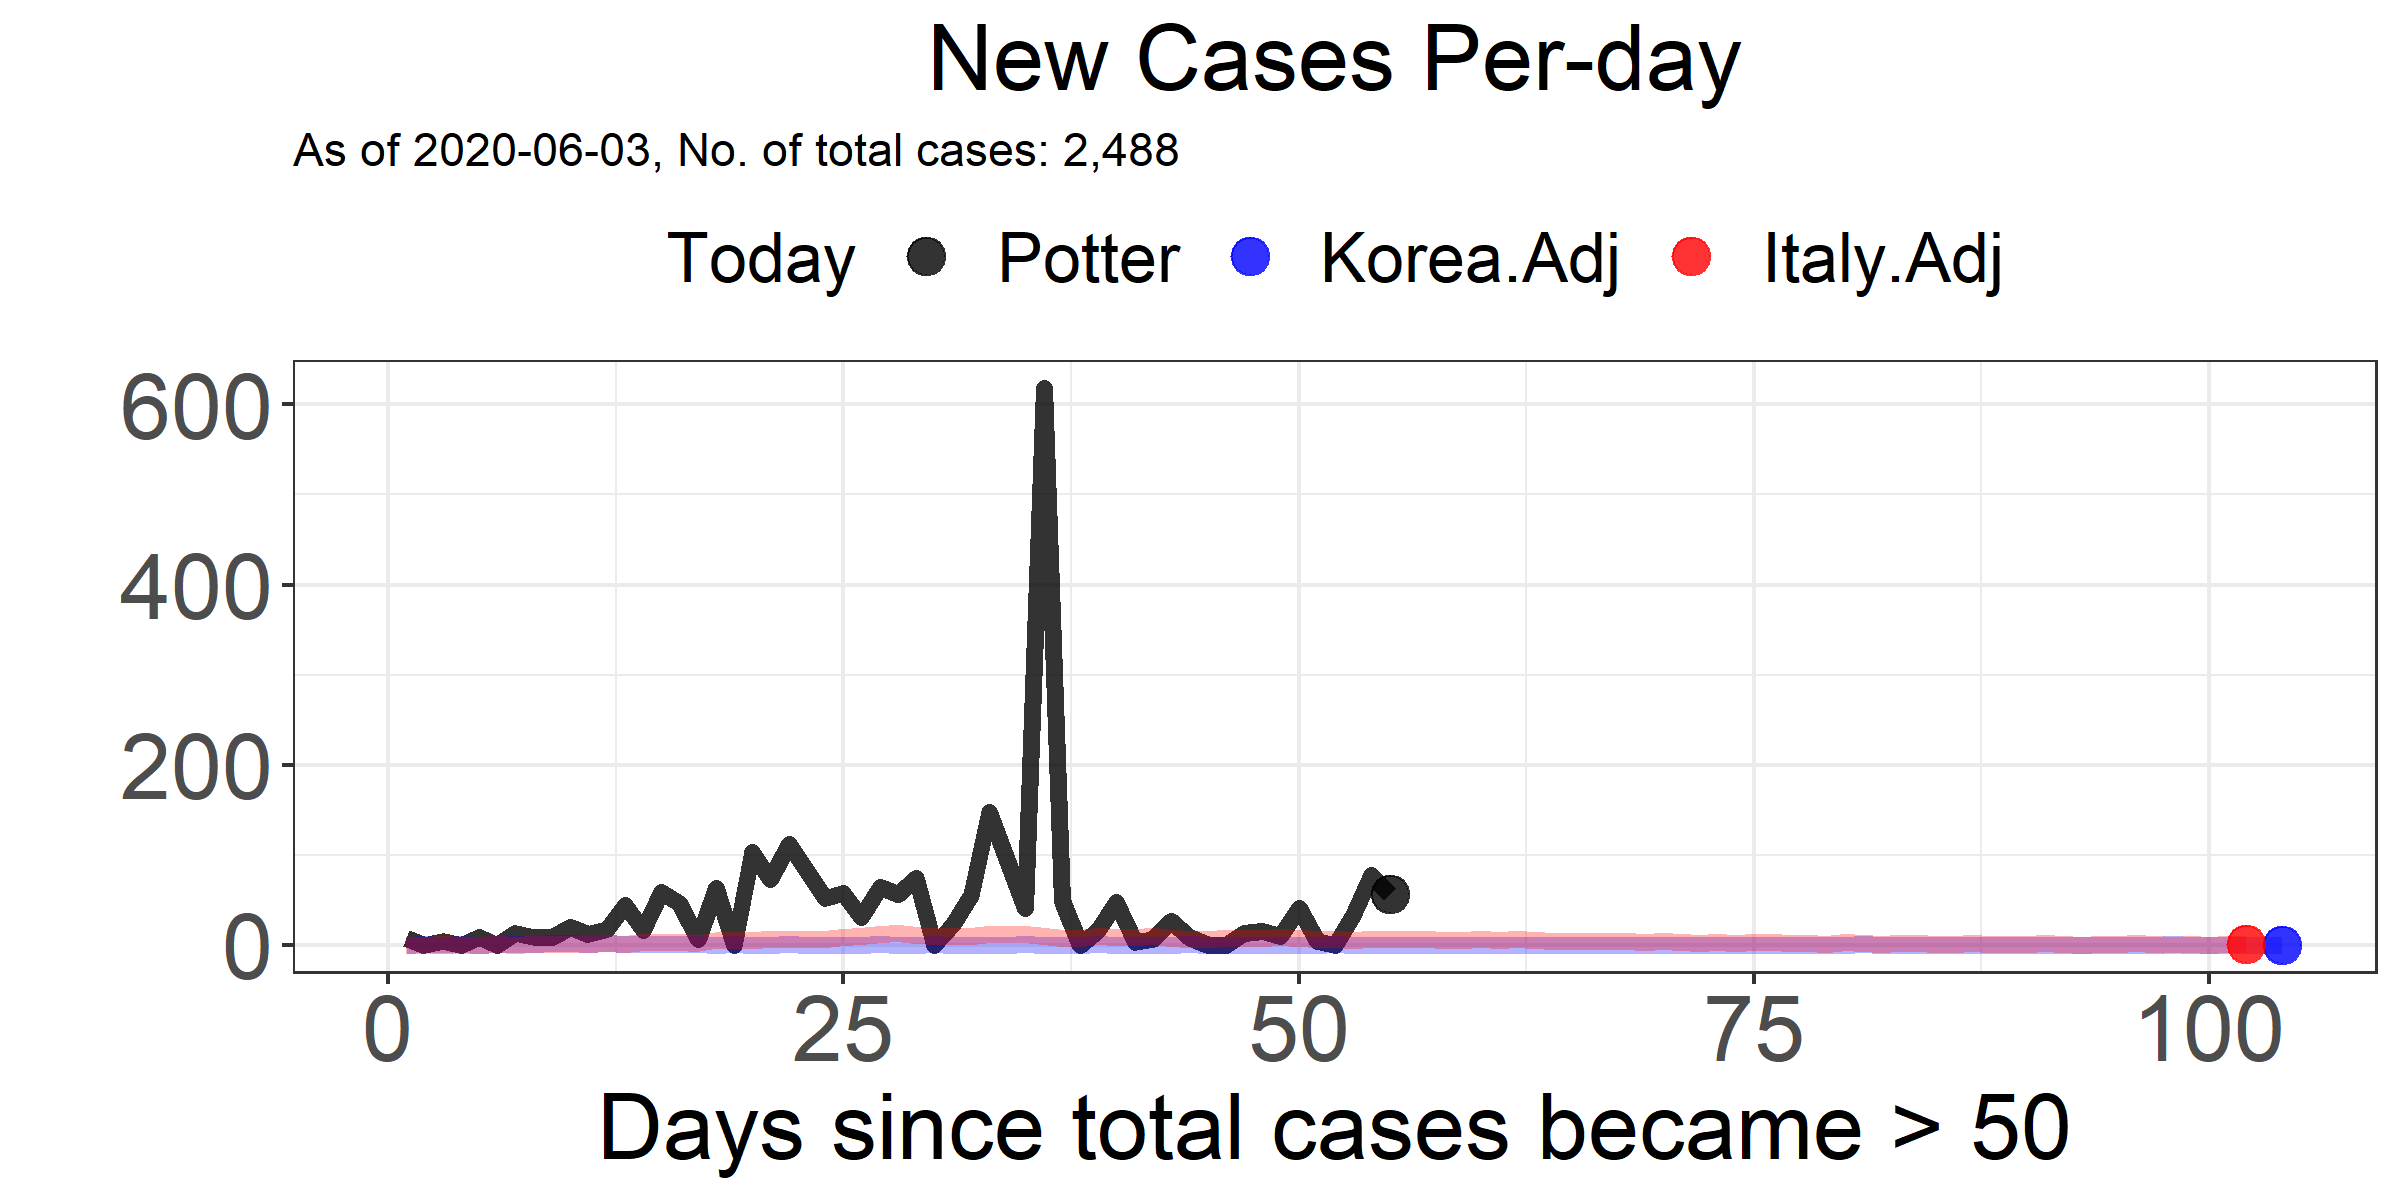 New Cases Per-day
As of 2020-06-03, No. of total cases: 2,488
Today Potter Korea.Adj Italy.Adj
600
400
200
0
0 25 50 75 100
Days since total cases became > 50